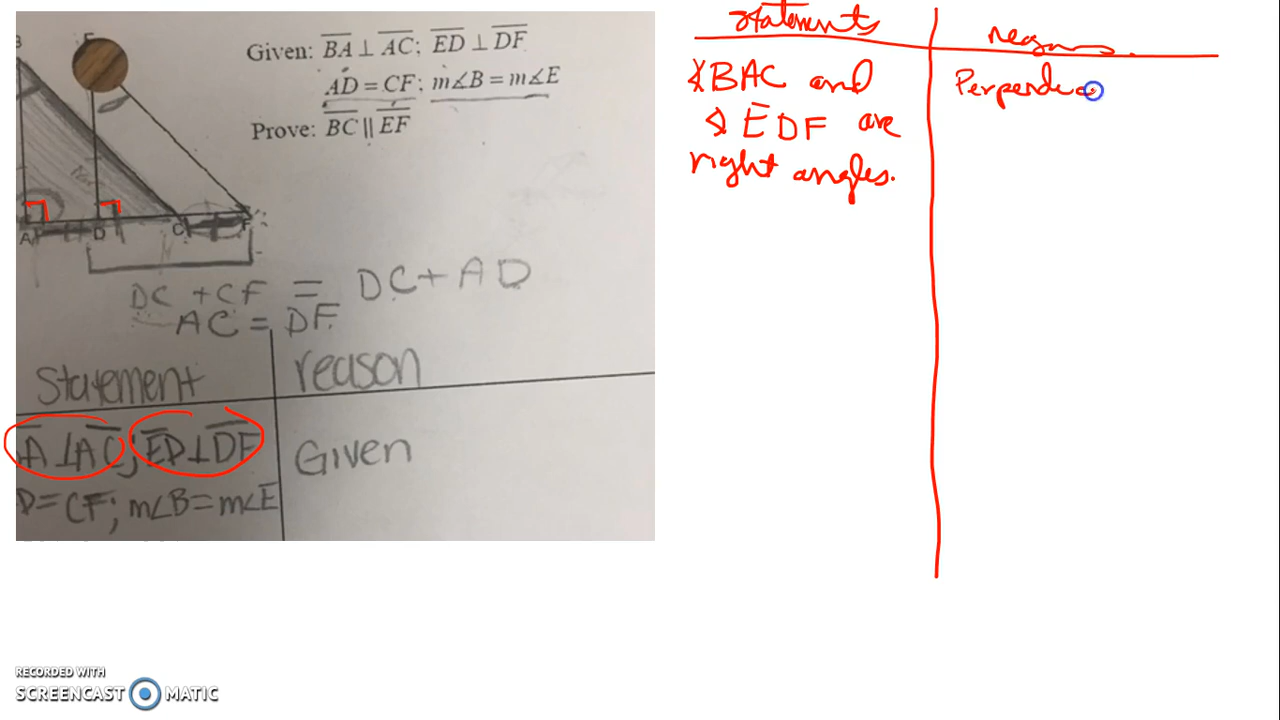 Given: BA ⊥ AC; ED ⊥ DF
AD = CF; m∡B = m∡E
Prove: BC || EF
A
D
C
F
DC + CF = DC + AD
AC = DF
Statement
reason
A ⊥ AC; ED ⊥ DF
Given
D = CF; m∠B = m∠E
statements
reasons.
∡BAC and
∡EDF are
right angles.
Perpendic
RECORDED WITH
SCREENCAST MATIC